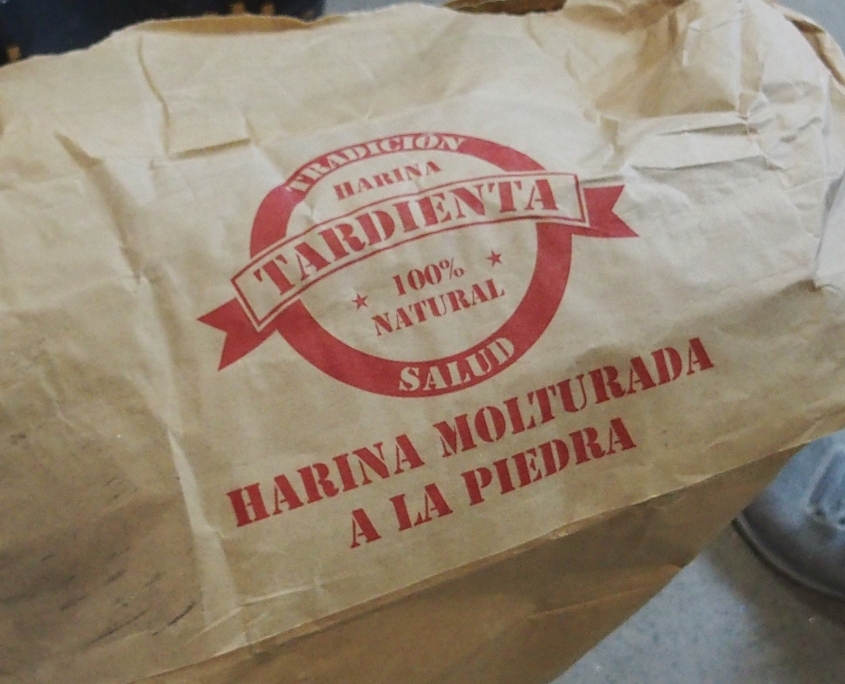 TRADICIÓN
HARINA
TARDIENTA
100%
NATURAL
SALUD
HARINA MOLTURADA
A LA PIEDRA